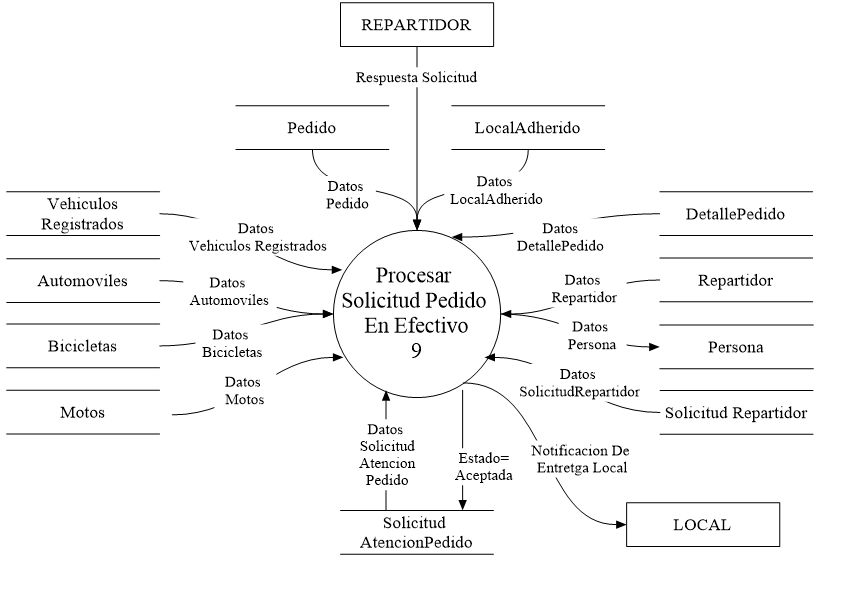 REPARTIDOR
Respuesta Solicitud
Pedido
LocalAdherido
Datos
Pedido
Datos
LocalAdherido
Vehiculos
Registrados
Datos
Vehiculos Registrados
Datos
DetallePedido
DetallePedido
Automoviles
Datos
Automoviles
Procesar
Solicitud Pedido
En Efectivo
9
Datos
Repartidor
Repartidor
Bicicletas
Datos
Bicicletas
Datos
Persona
Persona
Motos
Datos
Motos
Datos
SolicitudRepartidor
Solicitud Repartidor
Datos
Solicitud
Atencion
Pedido
Estado=
Aceptada
Notificacion De
Entretga Local
Solicitud
AtencionPedido
LOCAL